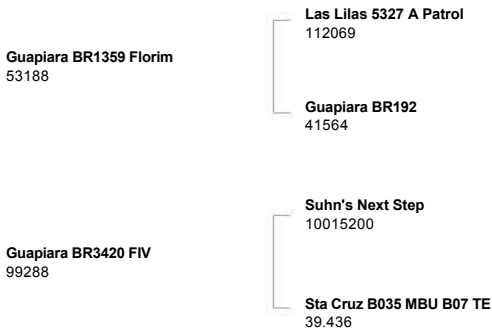 Las Lilas 5327 A Patrol
112069
Guapiara BR1359 Florim
53188
Guapiara BR192
41564
Suhn's Next Step
10015200
Guapiara BR3420 FIV
99288
Sta Cruz B035 MBU B07 TE
39.436